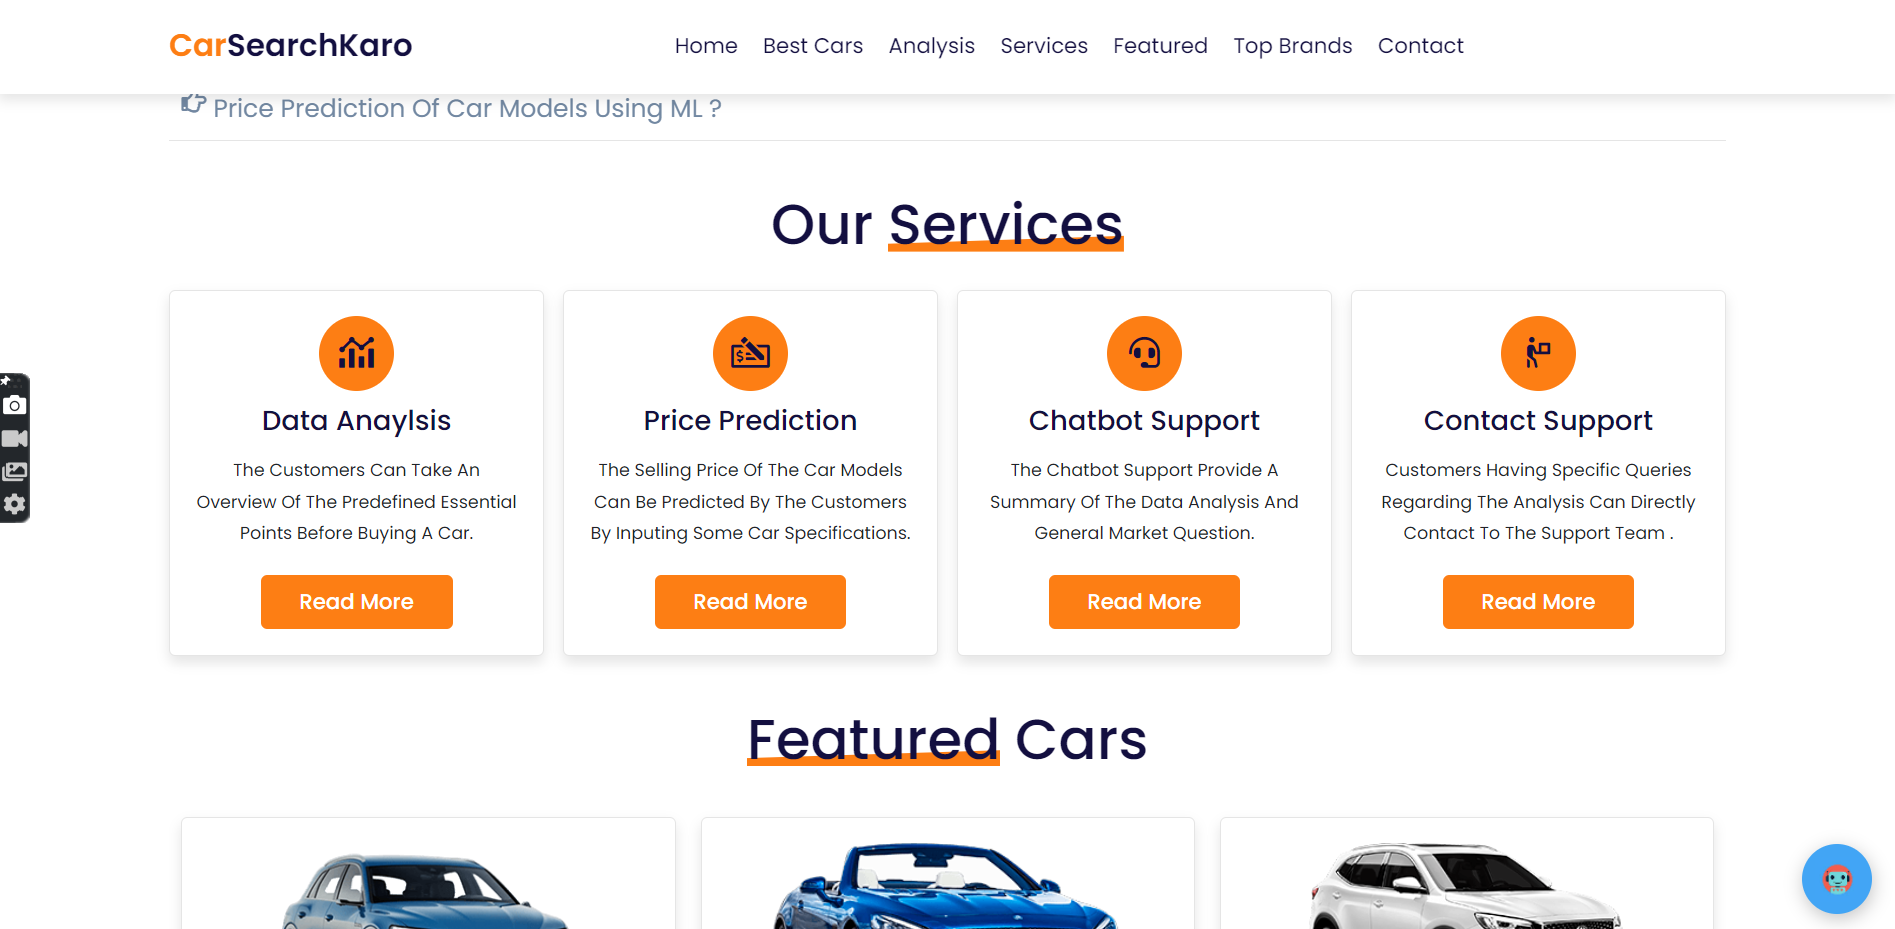 CarSearchKaro
Home Best Cars Analysis Services Featured Top Brands Contact
Price Prediction Of Car Models Using ML ?
Our Services
Data Anaylsis
The Customers Can Take An
Overview Of The Predefined Essential
Points Before Buying A Car.
Read More
Price Prediction
The Selling Price Of The Car Models
Can Be Predicted By The Customers
By Inputing Some Car Specifications.
Read More
Chatbot Support
The Chatbot Support Provide A
Summary Of The Data Analysis And
General Market Question.
Read More
Contact Support
Customers Having Specific Queries
Regarding The Analysis Can Directly
Contact To The Support Team .
Read More
Featured Cars